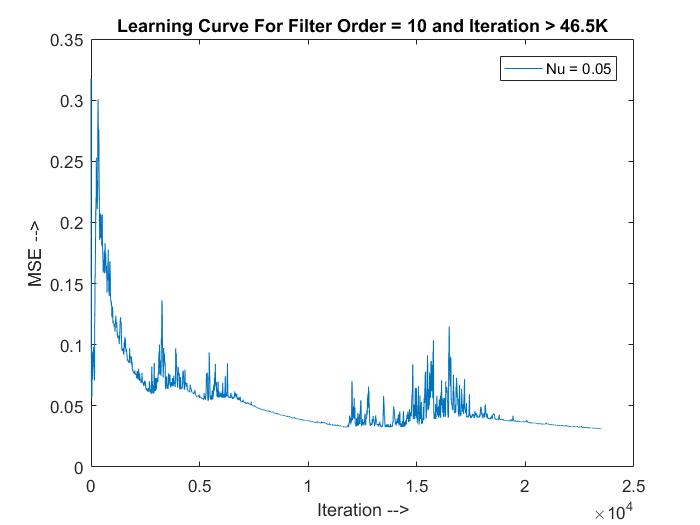 Learning Curve For Filter Order = 10 and Iteration > 46.5K
0.35
Nu = 0.05
0.3
0.25
0.2
MSE -->
0.15
0.1
0.05
0
0 0.5 1 1.5 2 2.5
Iteration -->
×10^4